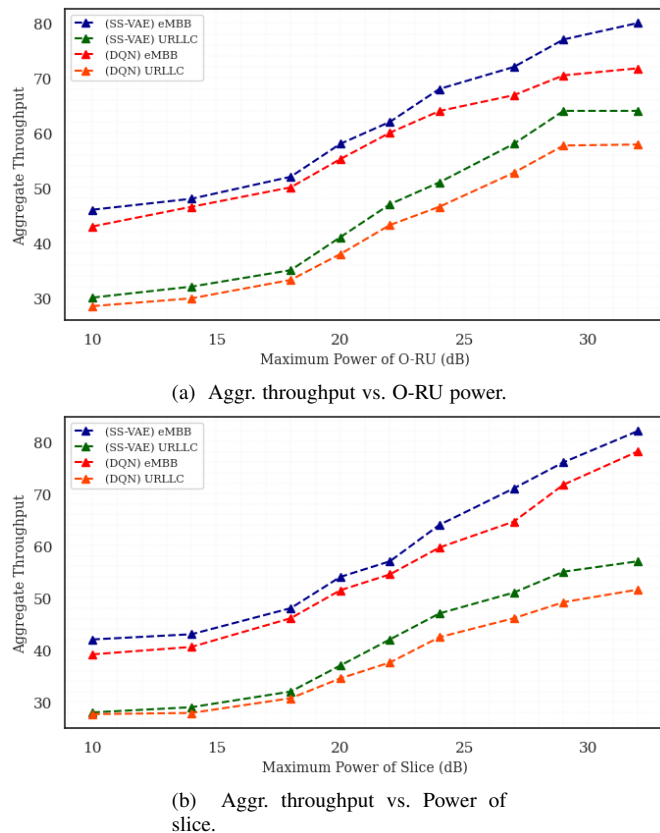 80
70
60
50
40
30
Aggregate Throughput
(SS-VAE) eMBB
(SS-VAE) URLLC
(DQN) eMBB
(DQN) URLLC
10 15 20 25 30
Maximum Power of O-RU (dB)
(a) Aggr. throughput vs. O-RU power.
80
70
60
50
40
30
Aggregate Throughput
(SS-VAE) eMBB
(SS-VAE) URLLC
(DQN) eMBB
(DQN) URLLC
10 15 20 25 30
Maximum Power of Slice (dB)
(b) Aggr. throughput vs. Power of
slice.